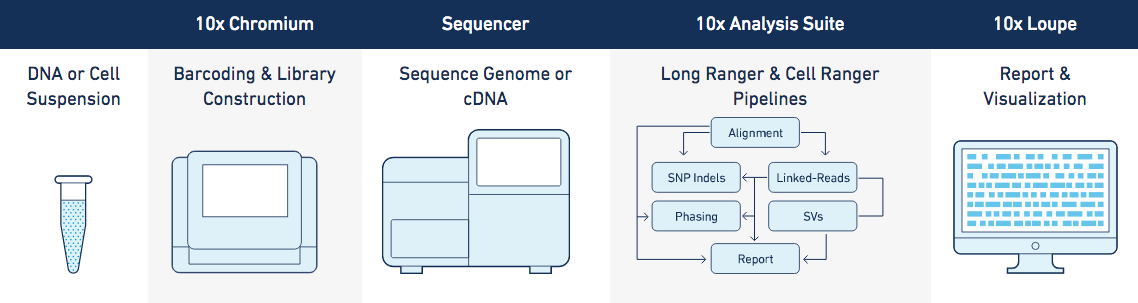 10x Chromium
Sequencer
10x Analysis Suite
10x Loupe
DNA or Cell
Suspension
Barcoding & Library
Construction
Sequence Genome or
cDNA
Long Ranger & Cell Ranger
Pipelines
Report &
Visualization
Alignment
SNP Indels
Linked-Reads
Phasing
SVs
Report